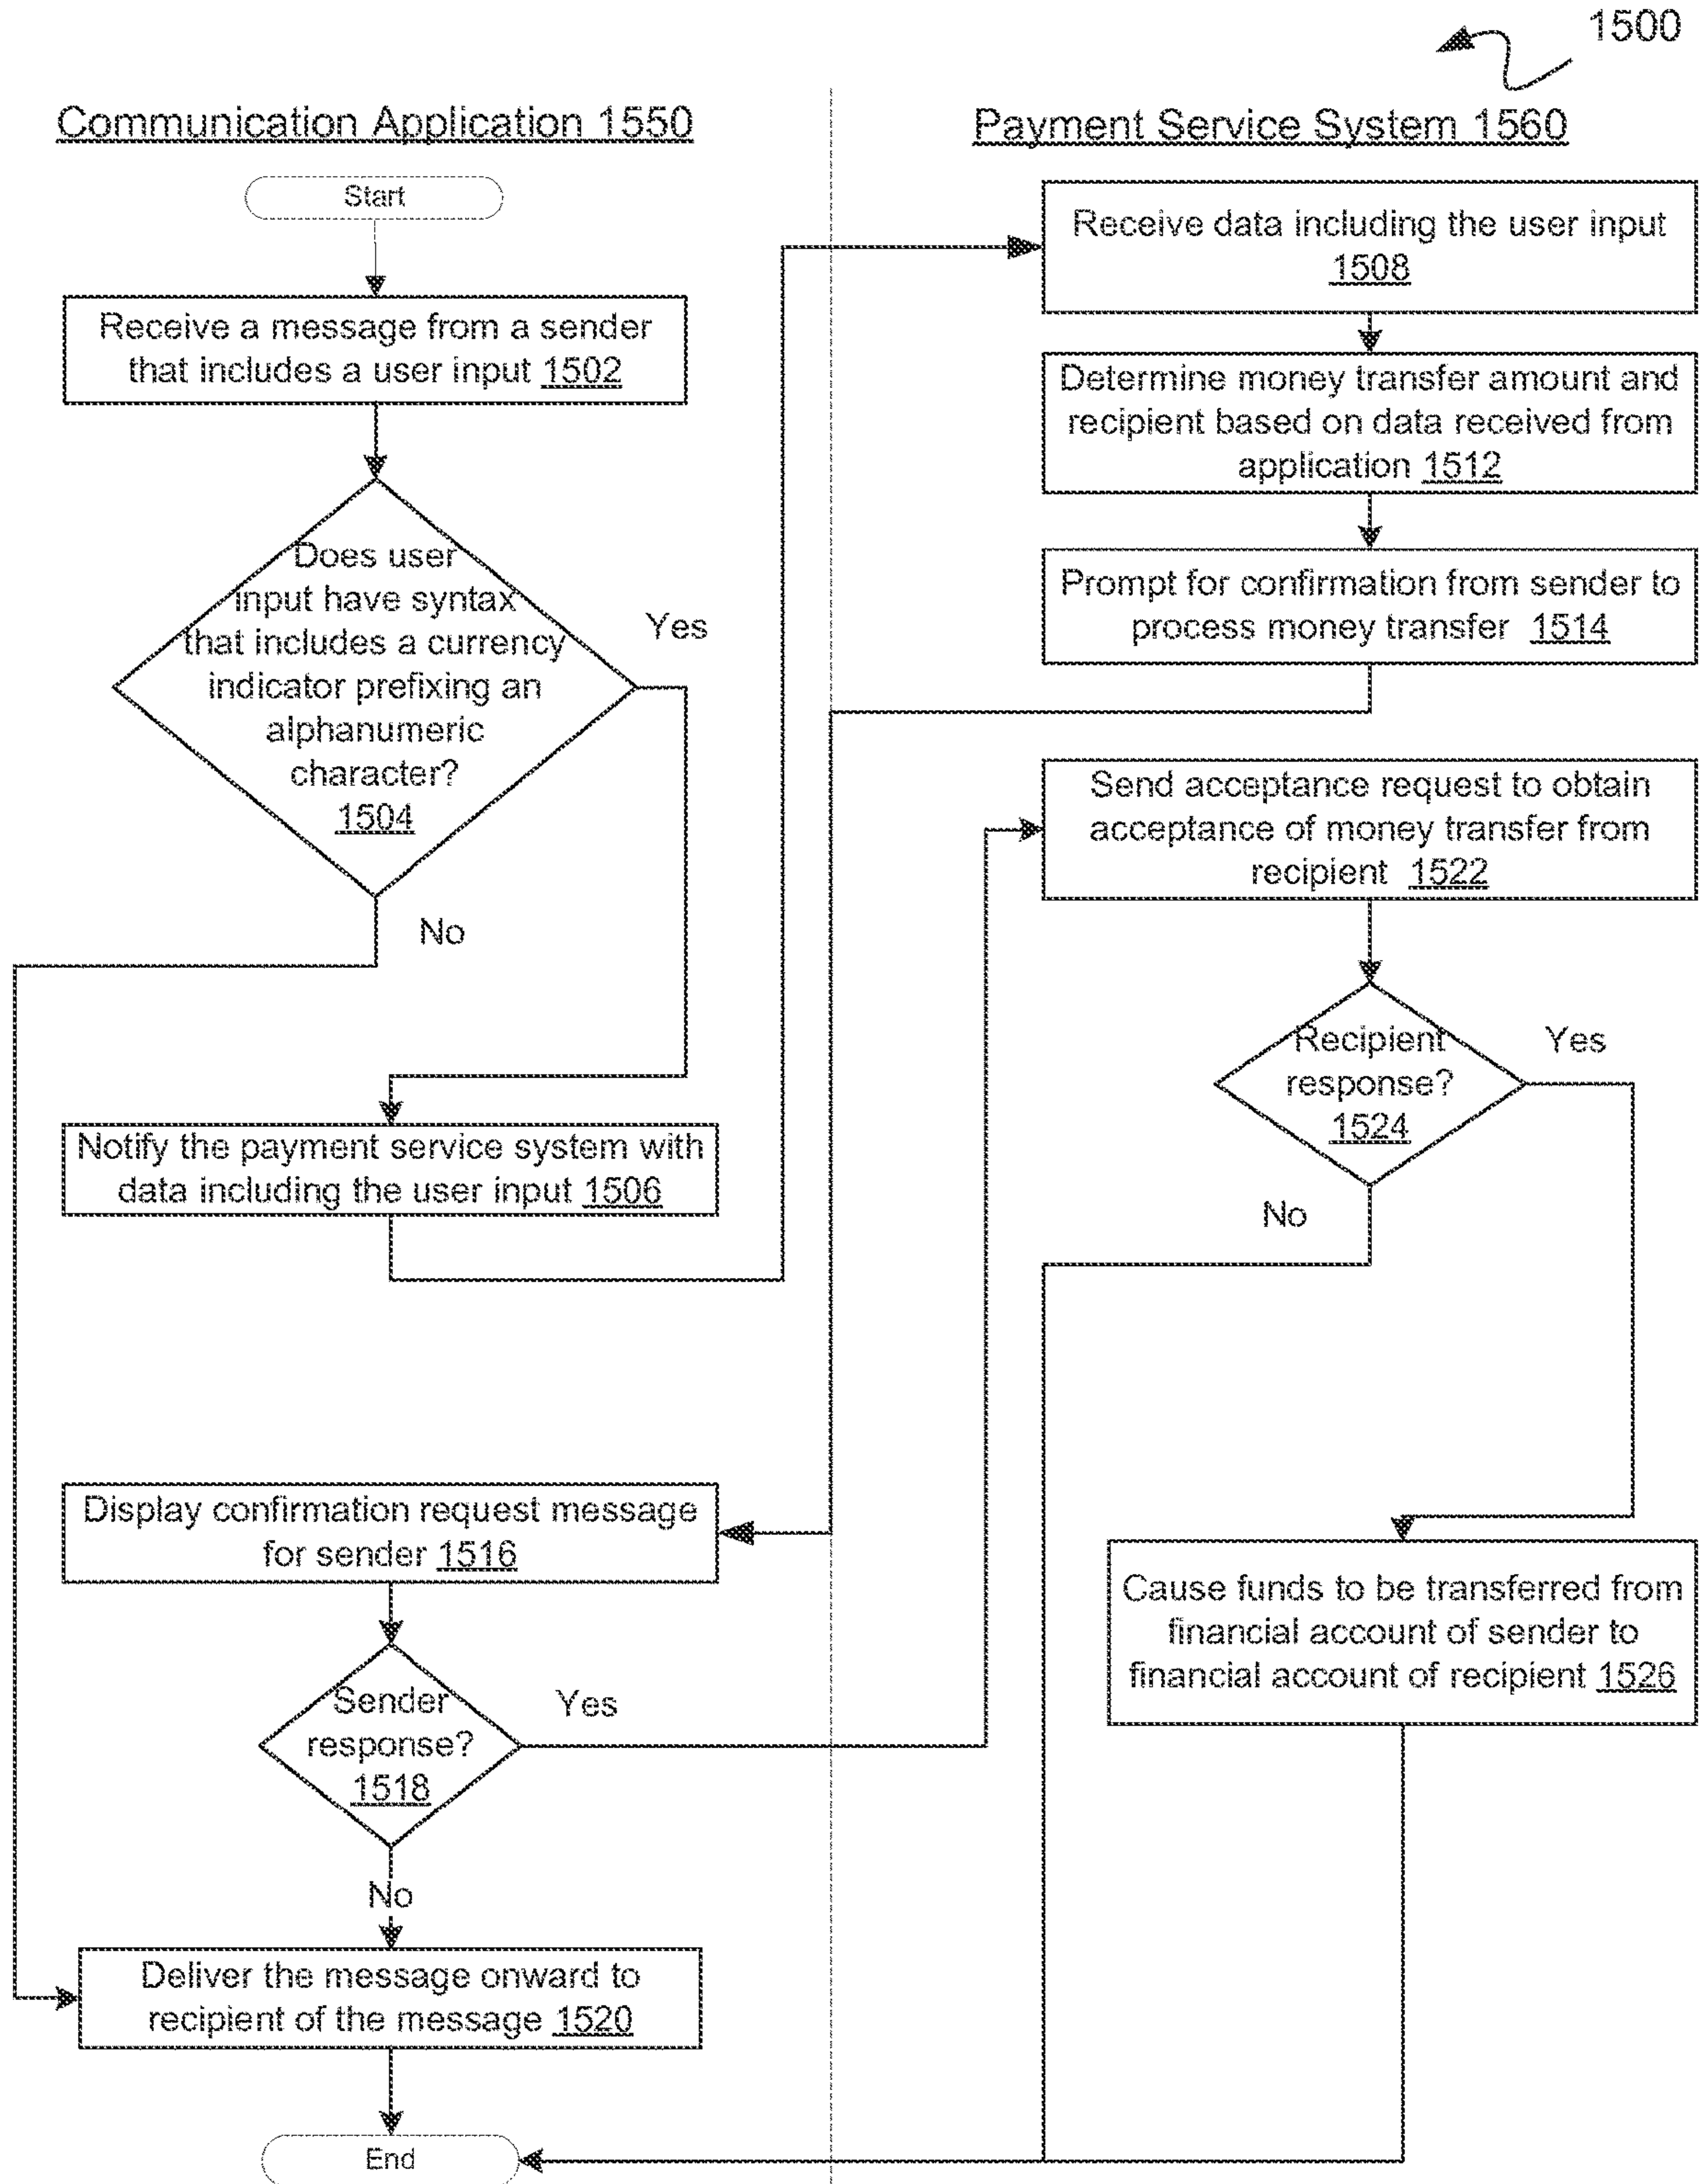 1500
Communication Application 1550
Payment Service System 1560
Start
Receive a message from a sender
that includes a user input 1502
Does user
input have syntax
that includes a currency
indicator prefixing an
alphanumeric
character?
1504
Yes
No
Notify the payment service system with
data including the user input 1506
Display confirmation request message
for sender 1516
Sender
response?
1518
Yes
No
Deliver the message onward to
recipient of the message 1520
End
Receive data including the user input
1508
Determine money transfer amount and
recipient based on data received from
application 1512
Prompt for confirmation from sender to
process money transfer 1514
Send acceptance request to obtain
acceptance of money transfer from
recipient 1522
Recipient
response?
1524
Yes
No
Cause funds to be transferred from
financial account of sender to
financial account of recipient 1526